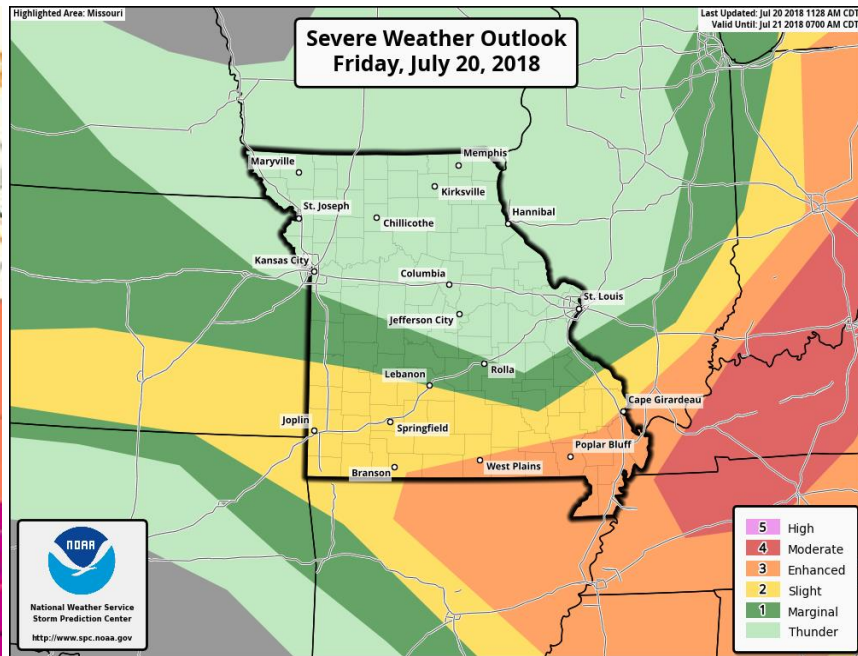 Highlighted Area: Missouri
Severe Weather Outlook
Friday, July 20, 2018
Last Updated: Jul 20 2018 1128 AM CDT
Valid Until: Jul 21 2018 0700 AM CDT
Maryville
Memphis
Kirksville
St. Joseph
Chillicothe
Hannibal
Kansas City
Columbia
St. Louis
Jefferson City
Lebanon
Rolla
Cape Girardeau
Joplin
Springfield
Poplar Bluff
Branson
West Plains
NOAA
National Weather Service
Storm Prediction Center
http://www.spc.noaa.gov
5 High
4 Moderate
3 Enhanced
2 Slight
1 Marginal
Thunder